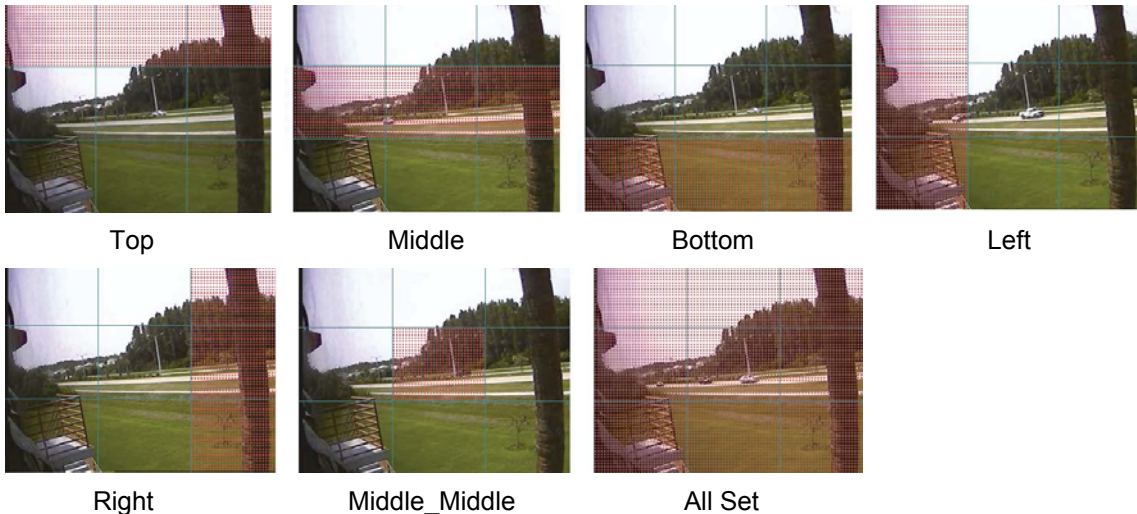 Top
Middle
Bottom
Left
Right
Middle_Middle
All Set